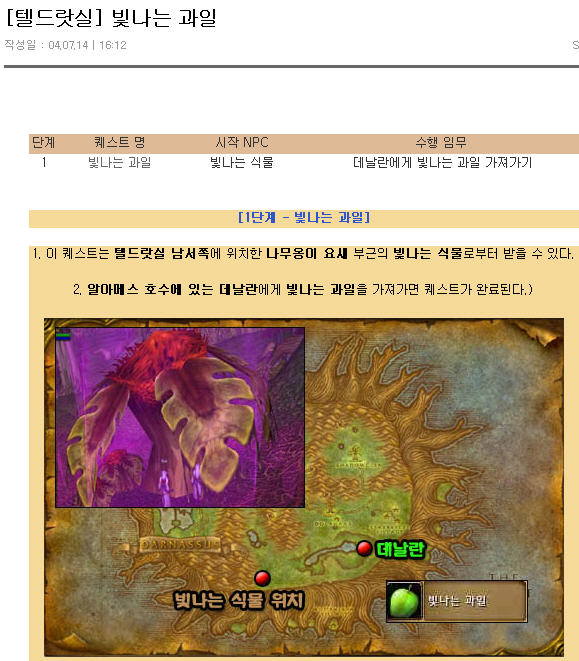 [텔드랏실] 빛나는 과일
작성일 : 04.07.14 | 16:12
단계 퀘스트 명 시작 NPC 수행 임무
1 빛나는 과일 빛나는 식물 데날란에게 빛나는 과일 가져가기
[1단계 - 빛나는 과일]
1. 이 퀘스트는 텔드랏실 남서쪽에 위치한 나무옹이 요새 부근의 빛나는 식물로부터 받을 수 있다.
2. 알아메스 호수에 있는 데날란에게 빛나는 과일을 가져가면 퀘스트가 완료된다.)
DARNASSUS
데날란
빛나는 식물 위치
THE
빛나는 과일